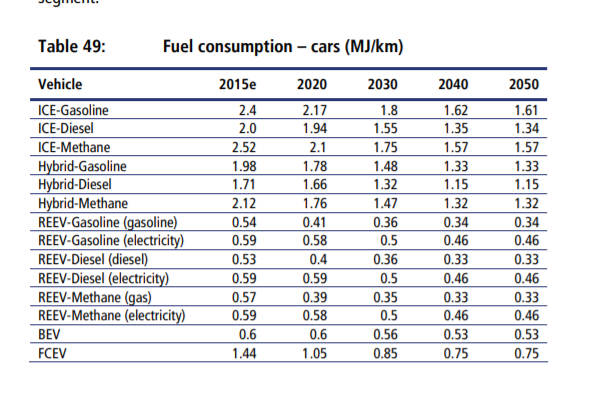 segment.
Table 49: Fuel consumption – cars (MJ/km)
Vehicle 2015e 2020 2030 2040 2050
ICE-Gasoline 2.4 2.17 1.8 1.62 1.61
ICE-Diesel 2.0 1.94 1.55 1.35 1.34
ICE-Methane 2.52 2.1 1.75 1.57 1.57
Hybrid-Gasoline 1.98 1.78 1.48 1.33 1.33
Hybrid-Diesel 1.71 1.66 1.32 1.15 1.15
Hybrid-Methane 2.12 1.76 1.47 1.32 1.32
REEV-Gasoline (gasoline) 0.54 0.41 0.36 0.34 0.34
REEV-Gasoline (electricity) 0.59 0.58 0.5 0.46 0.46
REEV-Diesel (diesel) 0.53 0.4 0.36 0.33 0.33
REEV-Diesel (electricity) 0.59 0.59 0.5 0.46 0.46
REEV-Methane (gas) 0.57 0.39 0.35 0.33 0.33
REEV-Methane (electricity) 0.59 0.58 0.5 0.46 0.46
BEV 0.6 0.6 0.56 0.53 0.53
FCEV 1.44 1.05 0.85 0.75 0.75